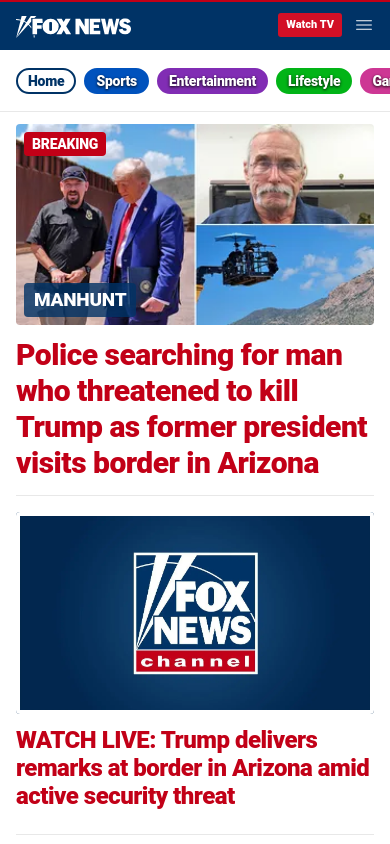 FOX NEWS
Watch TV
Home
Sports
Entertainment
Lifestyle
BREAKING
MANHUNT
Police searching for man
who threatened to kill
Trump as former president
visits border in Arizona
FOX
NEWS
channel
WATCH LIVE: Trump delivers
remarks at border in Arizona amid
active security threat